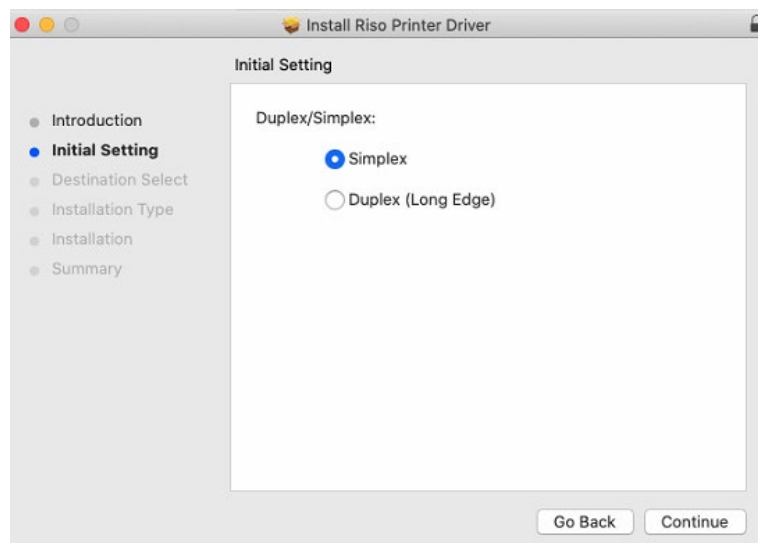 Install Riso Printer Driver
Initial Setting
Introduction
Initial Setting
Destination Select
Installation Type
Installation
Summary
Duplex/Simplex:
Simplex
Duplex (Long Edge)
Go Back
Continue